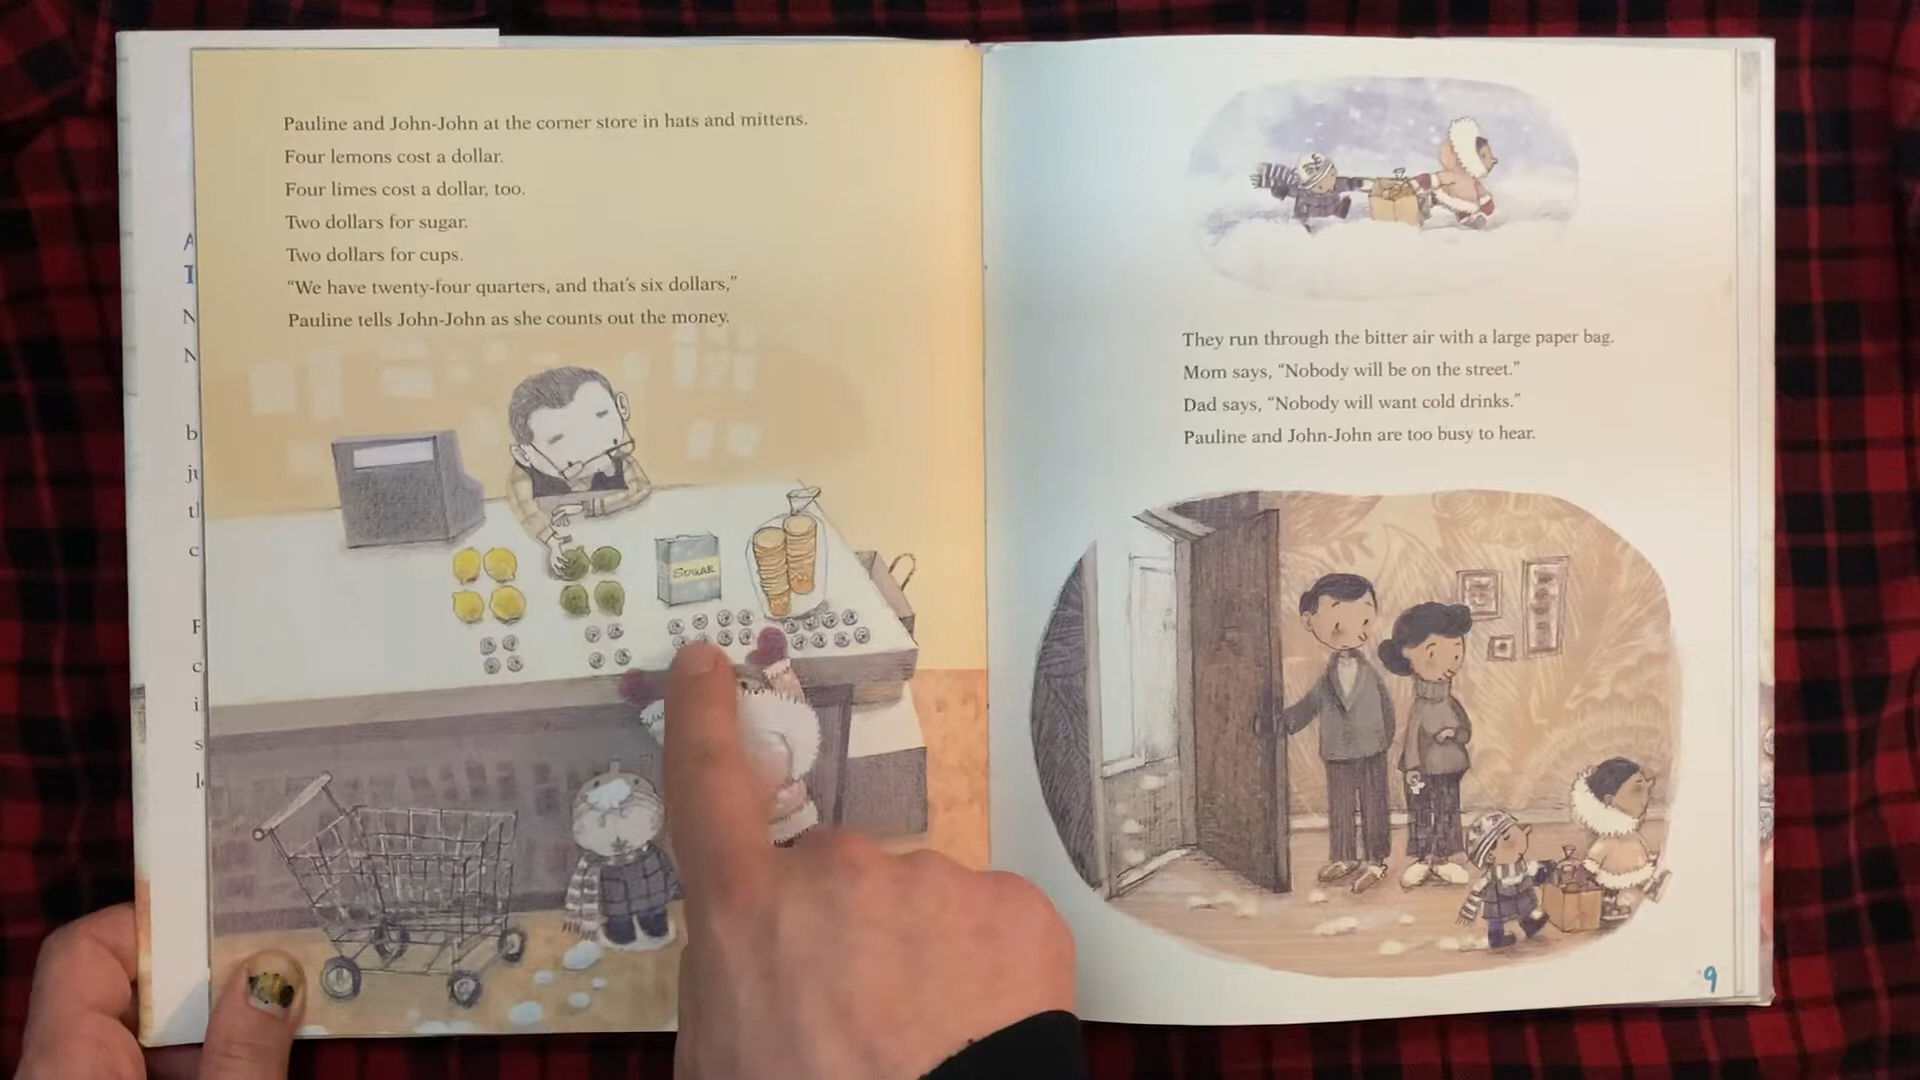 Pauline and John-John at the corner store in hats and mittens.
Four lemons cost a dollar.
Four limes cost a dollar, too.
Two dollars for sugar.
Two dollars for cups.
“We have twenty-four quarters, and that’s six dollars,”
Pauline tells John-John as she counts out the money.
SUGAR
They run through the bitter air with a large paper bag.
Mom says, “Nobody will be on the street.”
Dad says, “Nobody will want cold drinks.”
Pauline and John-John are too busy to hear.
9